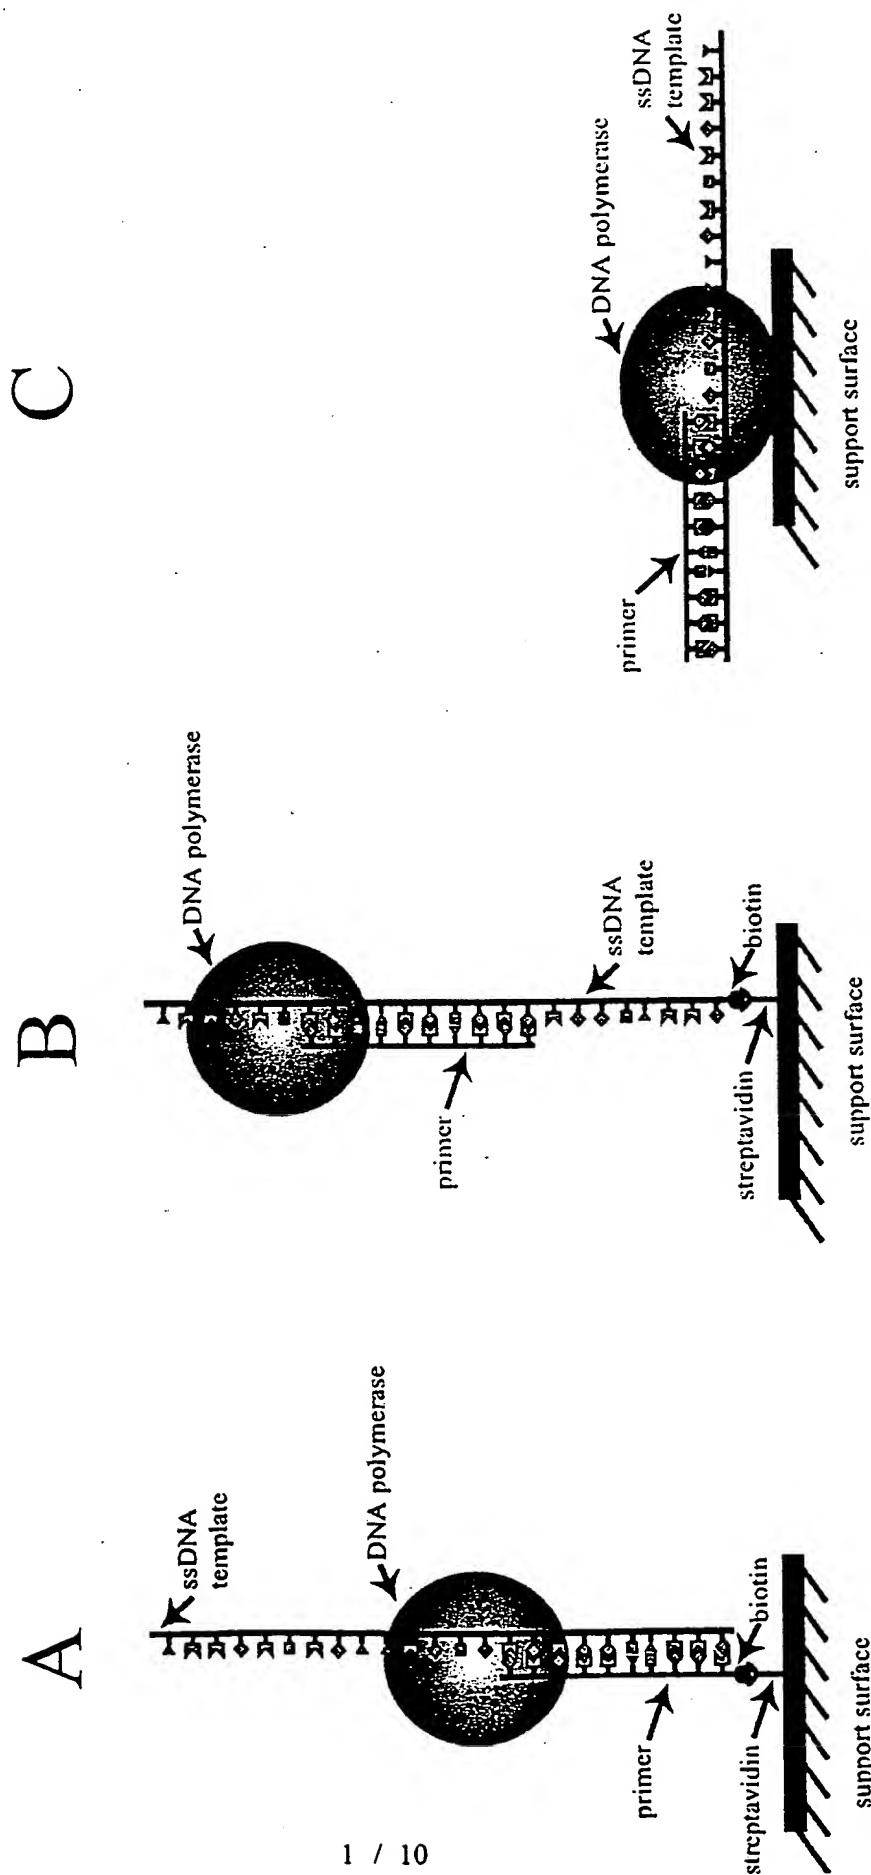 A
ssDNA
template
DNA polymerase
primer
biotin
streptavidin
support surface
B
DNA polymerase
ssDNA
template
primer
biotin
streptavidin
support surface
C
DNA polymerase
ssDNA
template
primer
support surface
1 / 10